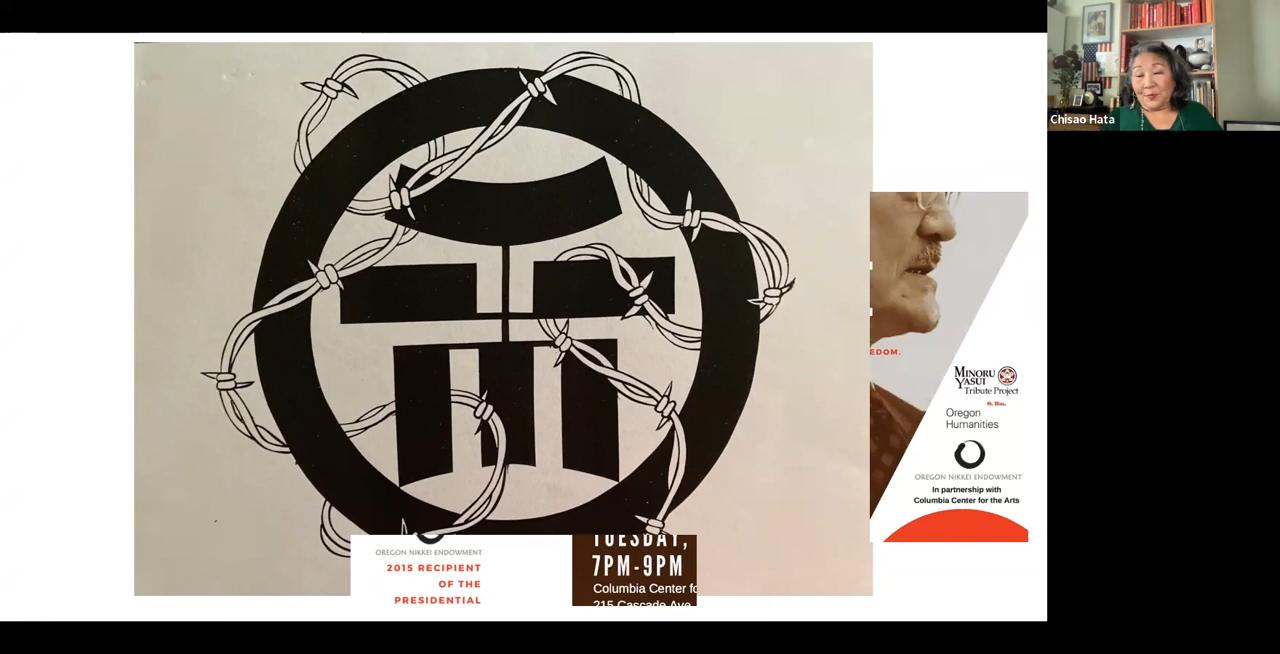 Chisao Hata
EDOM.
MINORU
YASUI
Tribute Project
Oregon
Humanities
OREGON NIKKEI ENDOWMENT
In partnership with
Columbia Center for the Arts
OREGON NIKKEI ENDOWMENT
2015 RECIPIENT
OF THE
PRESIDENTIAL
TUESDAY,
7PM-9PM
Columbia Center fo
215 Cascade Ave